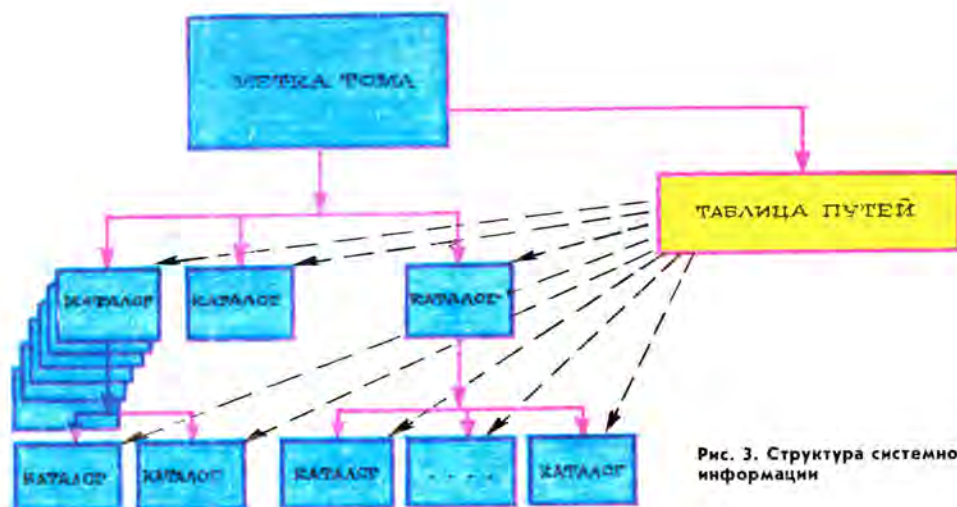 МЕТКА ТОМА
ТАБЛИЦА ПУТЕЙ
КАТАЛОГ
КАТАЛОГ
КАТАЛОГ
КАТАЛОГ
КАТАЛОГ
КАТАЛОГ
. . . .
КАТАЛОГ
Рис. 3. Структура системно
информации